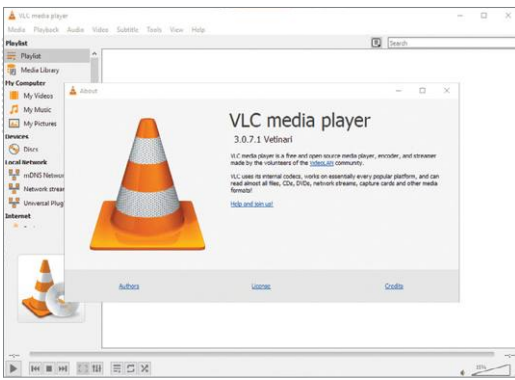 VLC media player
Media Playback Audio Video Subtitle Tools View Help
Playlist
Search
Playlist
Media Library
My Computer
My Videos
My Music
My Pictures
Devices
Discs
Local Network
mDNS Networ
Network strea
Universal Plug
Internet
About
VLC media player
3.0.7.1 Vetinari
VLC media player is a free and open source media player, encoder, and streamer
made by the volunteers of the VideoLAN community.
VLC uses its internal codecs, works on essentially every popular platform, and can
read almost all files, CDs, DVDs, network streams, capture cards and other media
formats!
Help and join us!
Authors License Credits